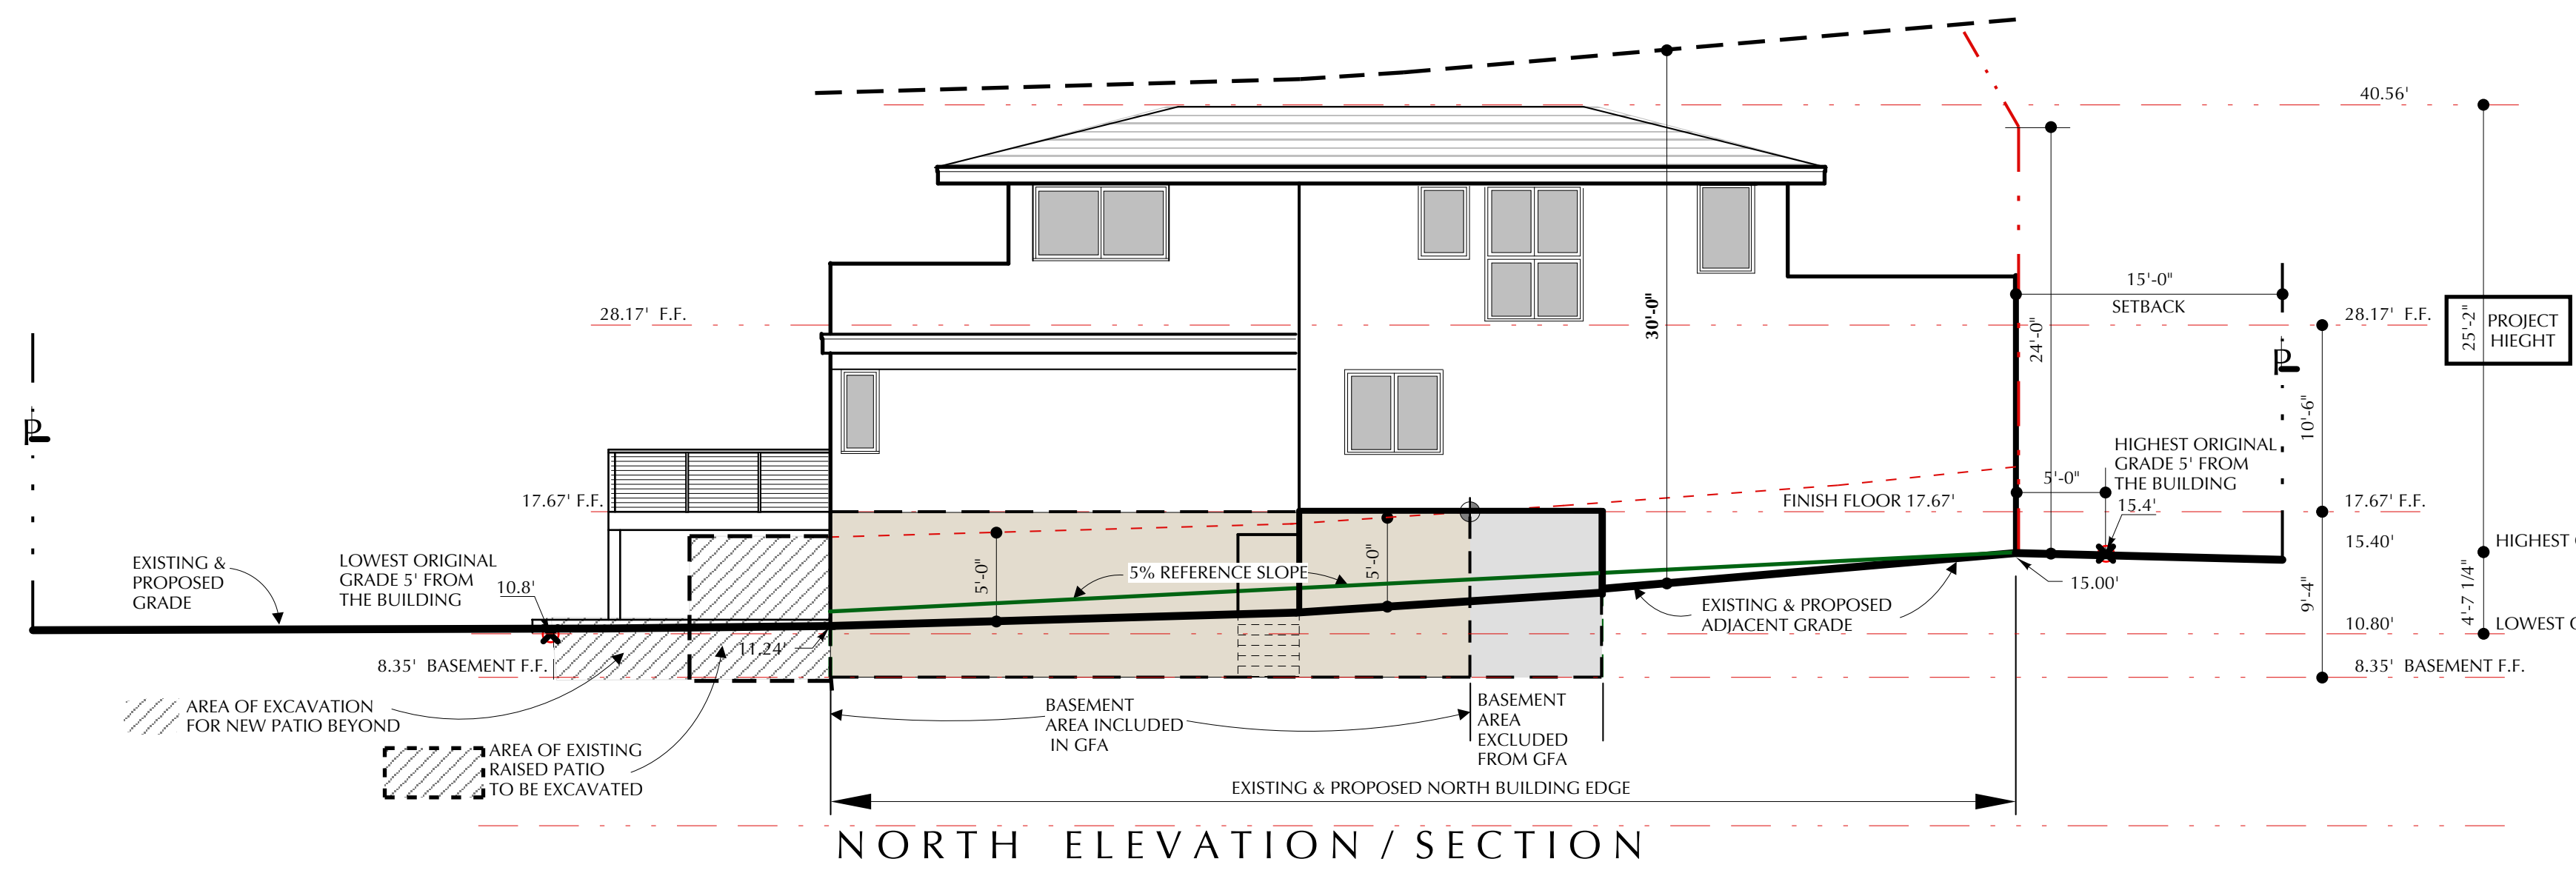 40.56'
15'-0"
SETBACK
28.17' F.F.
28.17' F.F.
30'-0"
24'-0"
25'-2"
PROJECT
HIEGHT
P
P
10'-6"
HIGHEST ORIGINAL
GRADE 5' FROM
THE BUILDING
5'-0"
15.4'
17.67' F.F.
FINISH FLOOR 17.67'
17.67' F.F.
15.40'
HIGHEST
EXISTING &
PROPOSED
GRADE
LOWEST ORIGINAL
GRADE 5' FROM
THE BUILDING
10.8'
5'-0"
5% REFERENCE SLOPE
5'-0"
15.00'
9'-4"
4'-7 1/4"
EXISTING & PROPOSED
ADJACENT GRADE
10.80'
LOWEST
11.24'
8.35' BASEMENT F.F.
8.35' BASEMENT F.F.
AREA OF EXCAVATION
FOR NEW PATIO BEYOND
BASEMENT
AREA INCLUDED
IN GFA
BASEMENT
AREA
EXCLUDED
FROM GFA
AREA OF EXISTING
RAISED PATIO
TO BE EXCAVATED
EXISTING & PROPOSED NORTH BUILDING EDGE
NORTH ELEVATION/SECTION